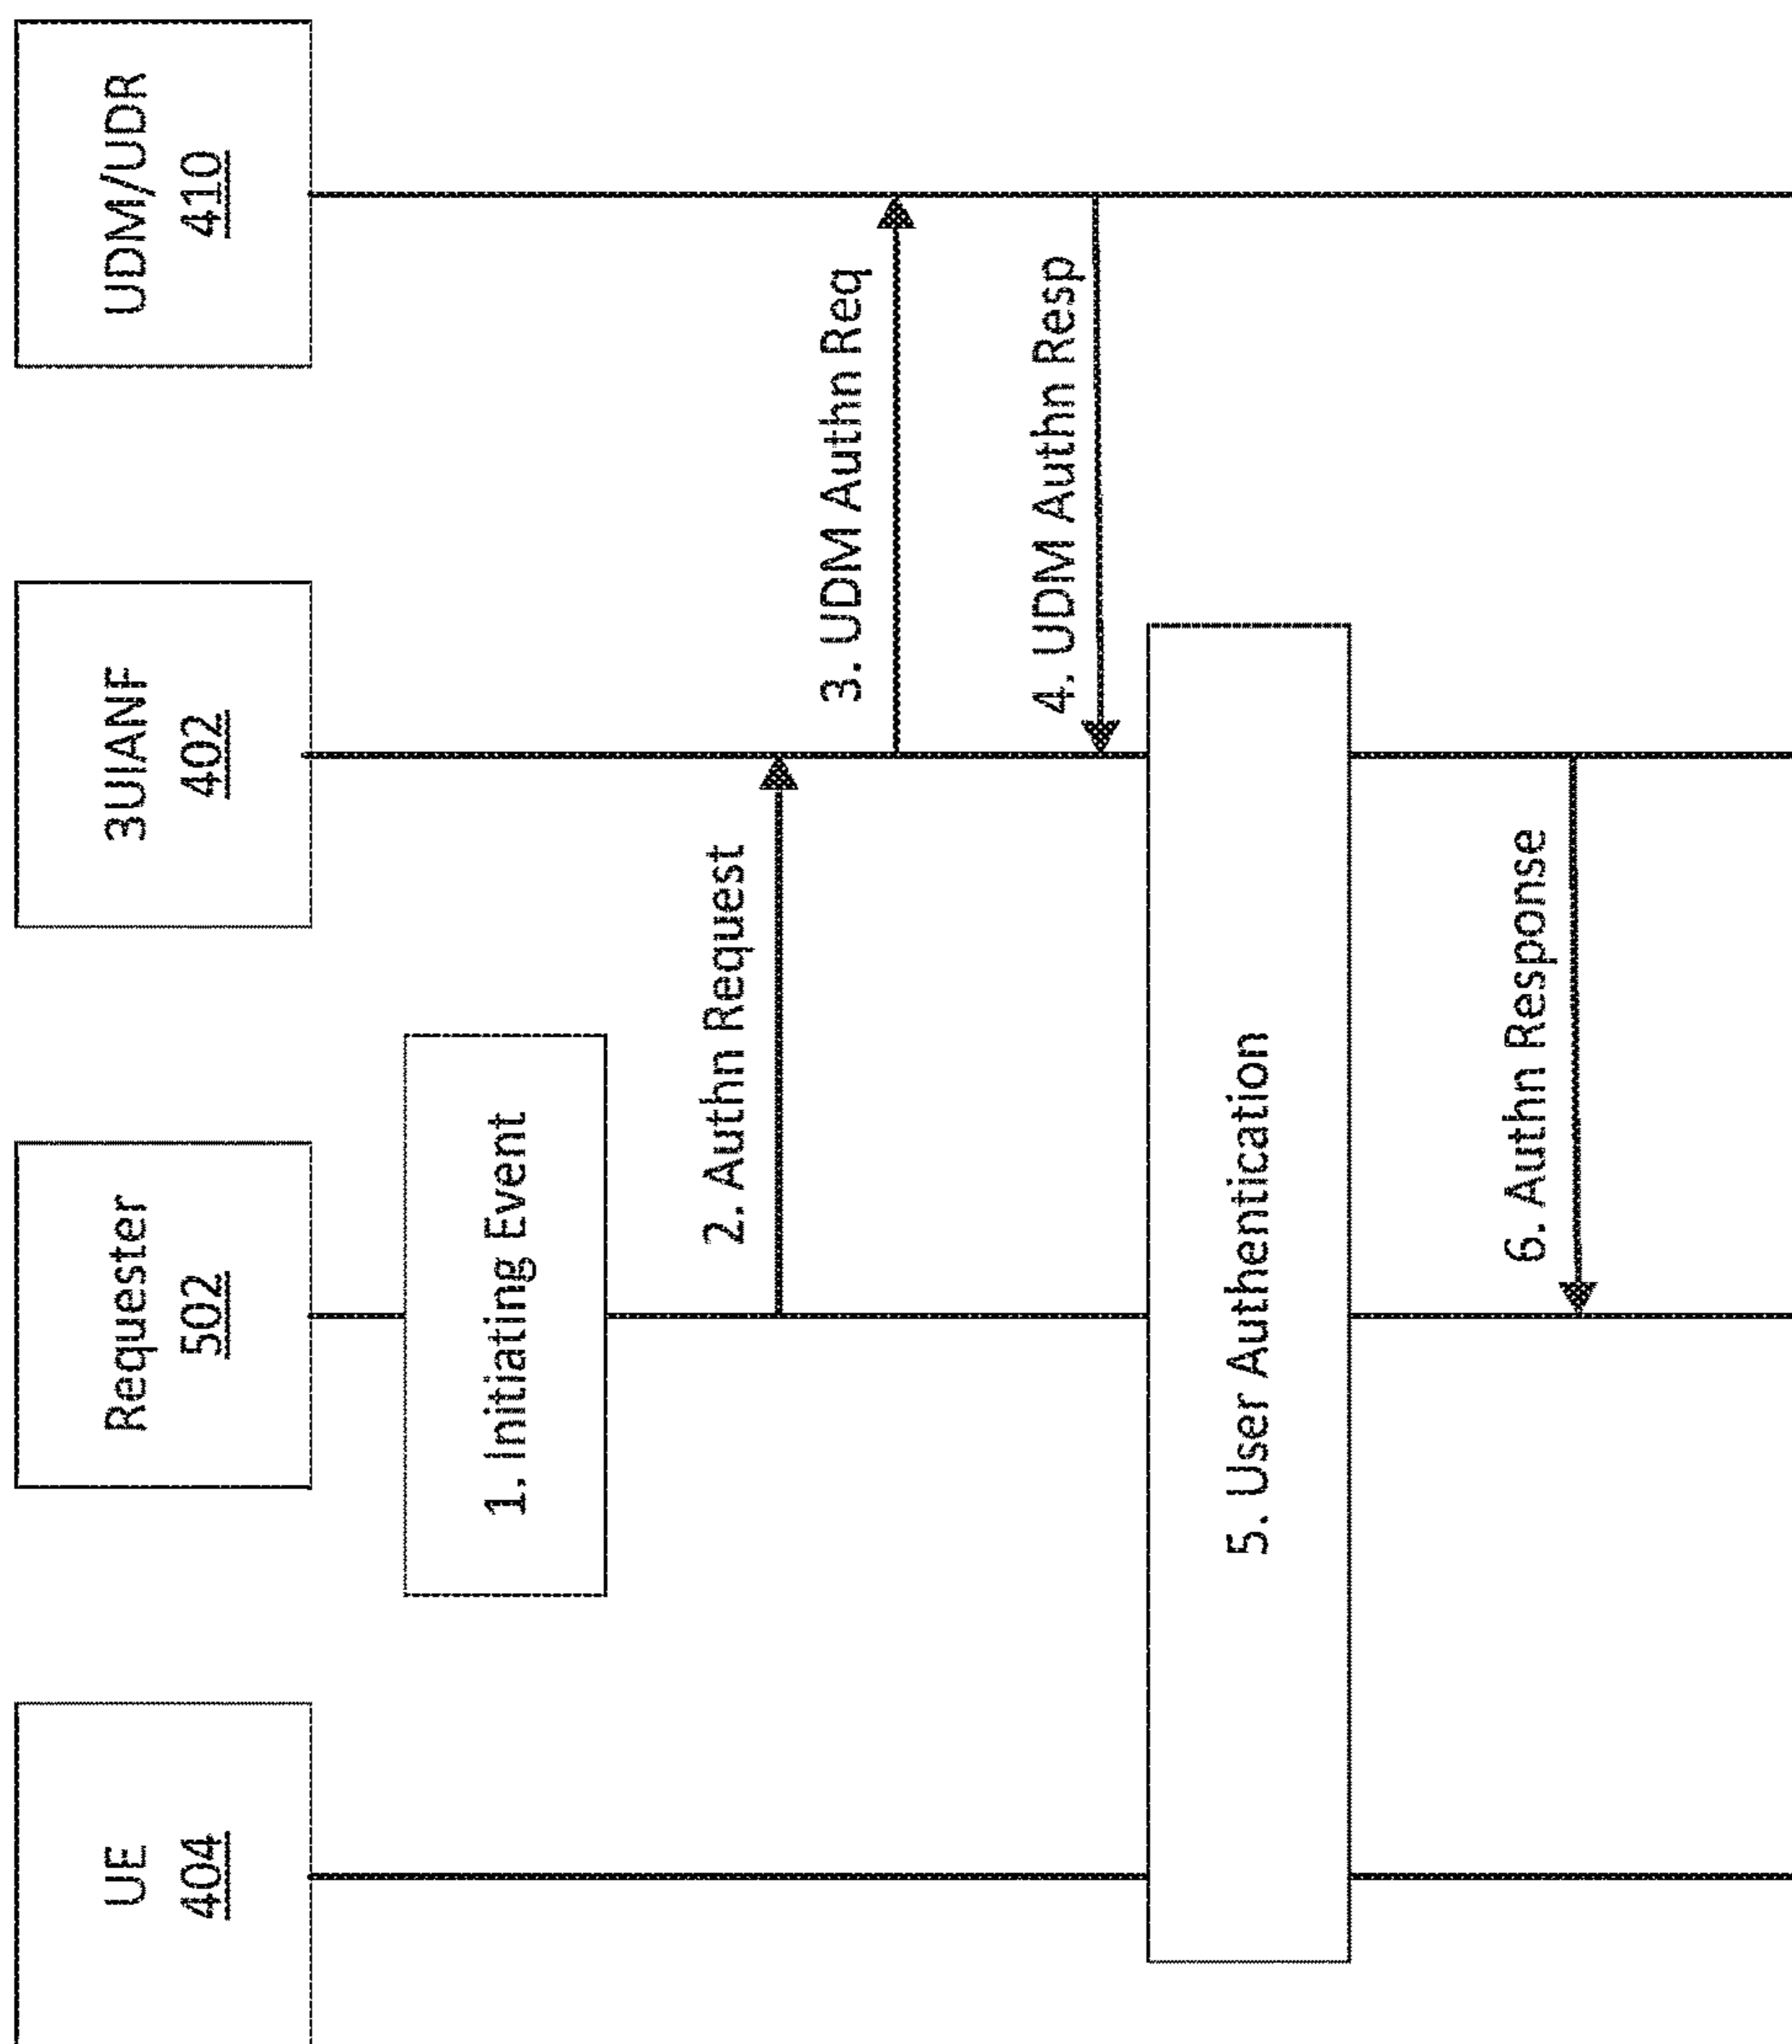 UE
404
Requester
502
3UIANF
402
UDM/UDR
410
1. Initiating Event
2. Authn Request
3. UDM Authn Req
4. UDM Authn Resp
5. User Authentication
6. Authn Response